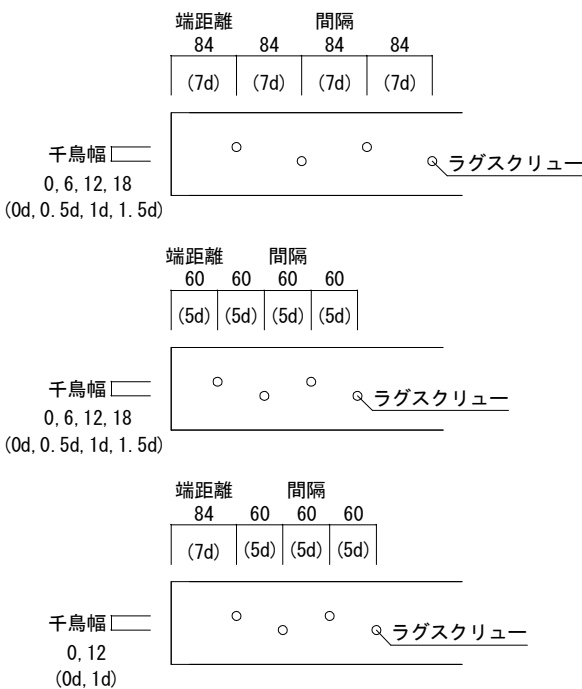 端距離 間隔
84 84 84 84
(7d) (7d) (7d) (7d)
千鳥幅
ラグスクリュー
0, 6, 12, 18
(0d, 0.5d, 1d, 1.5d)
端距離 間隔
60 60 60 60
(5d) (5d) (5d) (5d)
千鳥幅
ラグスクリュー
0, 6, 12, 18
(0d, 0.5d, 1d, 1.5d)
端距離 間隔
84 60 60 60
(7d) (5d) (5d) (5d)
千鳥幅
ラグスクリュー
0, 12
(0d, 1d)